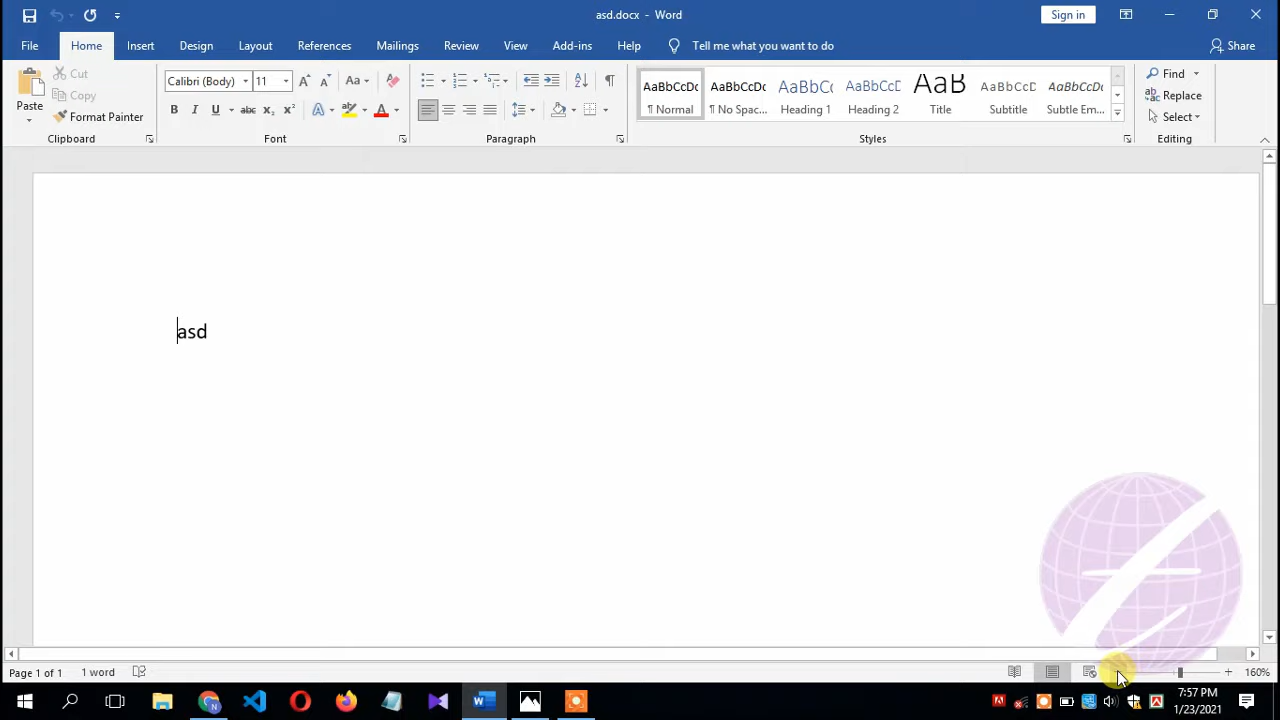 asd.docx - Word
Sign in
File Home Insert Design Layout References Mailings Review View Add-ins Help Tell me what you want to do Share
Paste
Cut
Copy
Format Painter
Clipboard
Calibri (Body) 11
Font
Paragraph
AaBbCcDc AaBbCcDc AaBbC AaBbCcD AaB AaBbCcD AaBbCcDc
¶ Normal ¶ No Spac... Heading 1 Heading 2 Title Subtitle Subtle Em...
Styles
Find
Replace
Select
Editing
asd
Page 1 of 1 1 word 160%
7:57 PM
1/23/2021